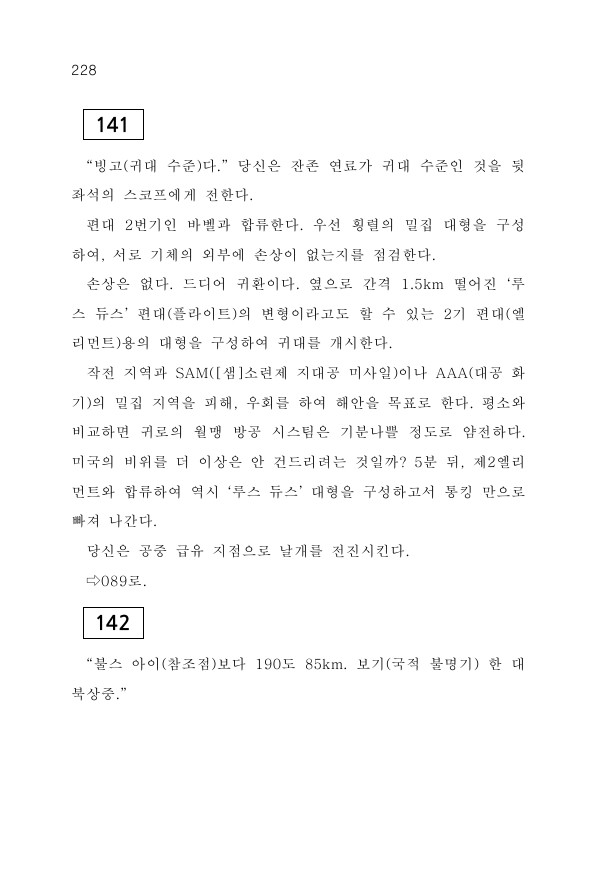 228
141
“빙고(귀대 수준)다.” 당신은 잔존 연료가 귀대 수준인 것을 뒷
좌석의 스코프에게 전한다.
편대 2번기인 바벨과 합류한다. 우선 횡렬의 밀집 대형을 구성
하여, 서로 기체의 외부에 손상이 없는지를 점검한다.
손상은 없다. 드디어 귀환이다. 옆으로 간격 1.5km 떨어진 ‘루
스 듀스’ 편대(플라이트)의 변형이라고도 할 수 있는 2기 편대(엘
리먼트)용의 대형을 구성하여 귀대를 개시한다.
작전 지역과 SAM([샘]소련제 지대공 미사일)이나 AAA(대공 화
기)의 밀집 지역을 피해, 우회를 하여 해안을 목표로 한다. 평소와
비교하면 귀로의 월맹 방공 시스팀은 기분나쁠 정도로 얌전하다.
미국의 비위를 더 이상은 안 건드리려는 것일까? 5분 뒤, 제2엘리
먼트와 합류하여 역시 ‘루스 듀스’ 대형을 구성하고서 통킹 만으로
빠져 나간다.
당신은 공중 급유 지점으로 날개를 전진시킨다.
⇨089로.
142
“불스 아이(참조점)보다 190도 85km. 보기(국적 불명기) 한 대
북상중.”